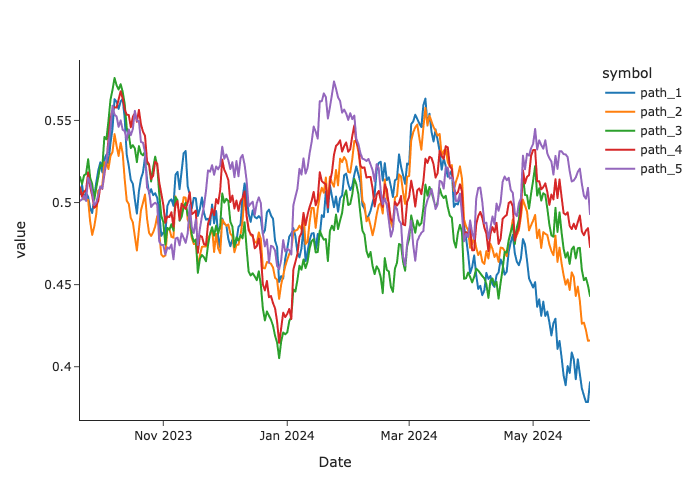 symbol
path_1
path_2
path_3
path_4
path_5
value
0.55
0.5
0.45
0.4
Nov 2023
Jan 2024
Mar 2024
May 2024
Date